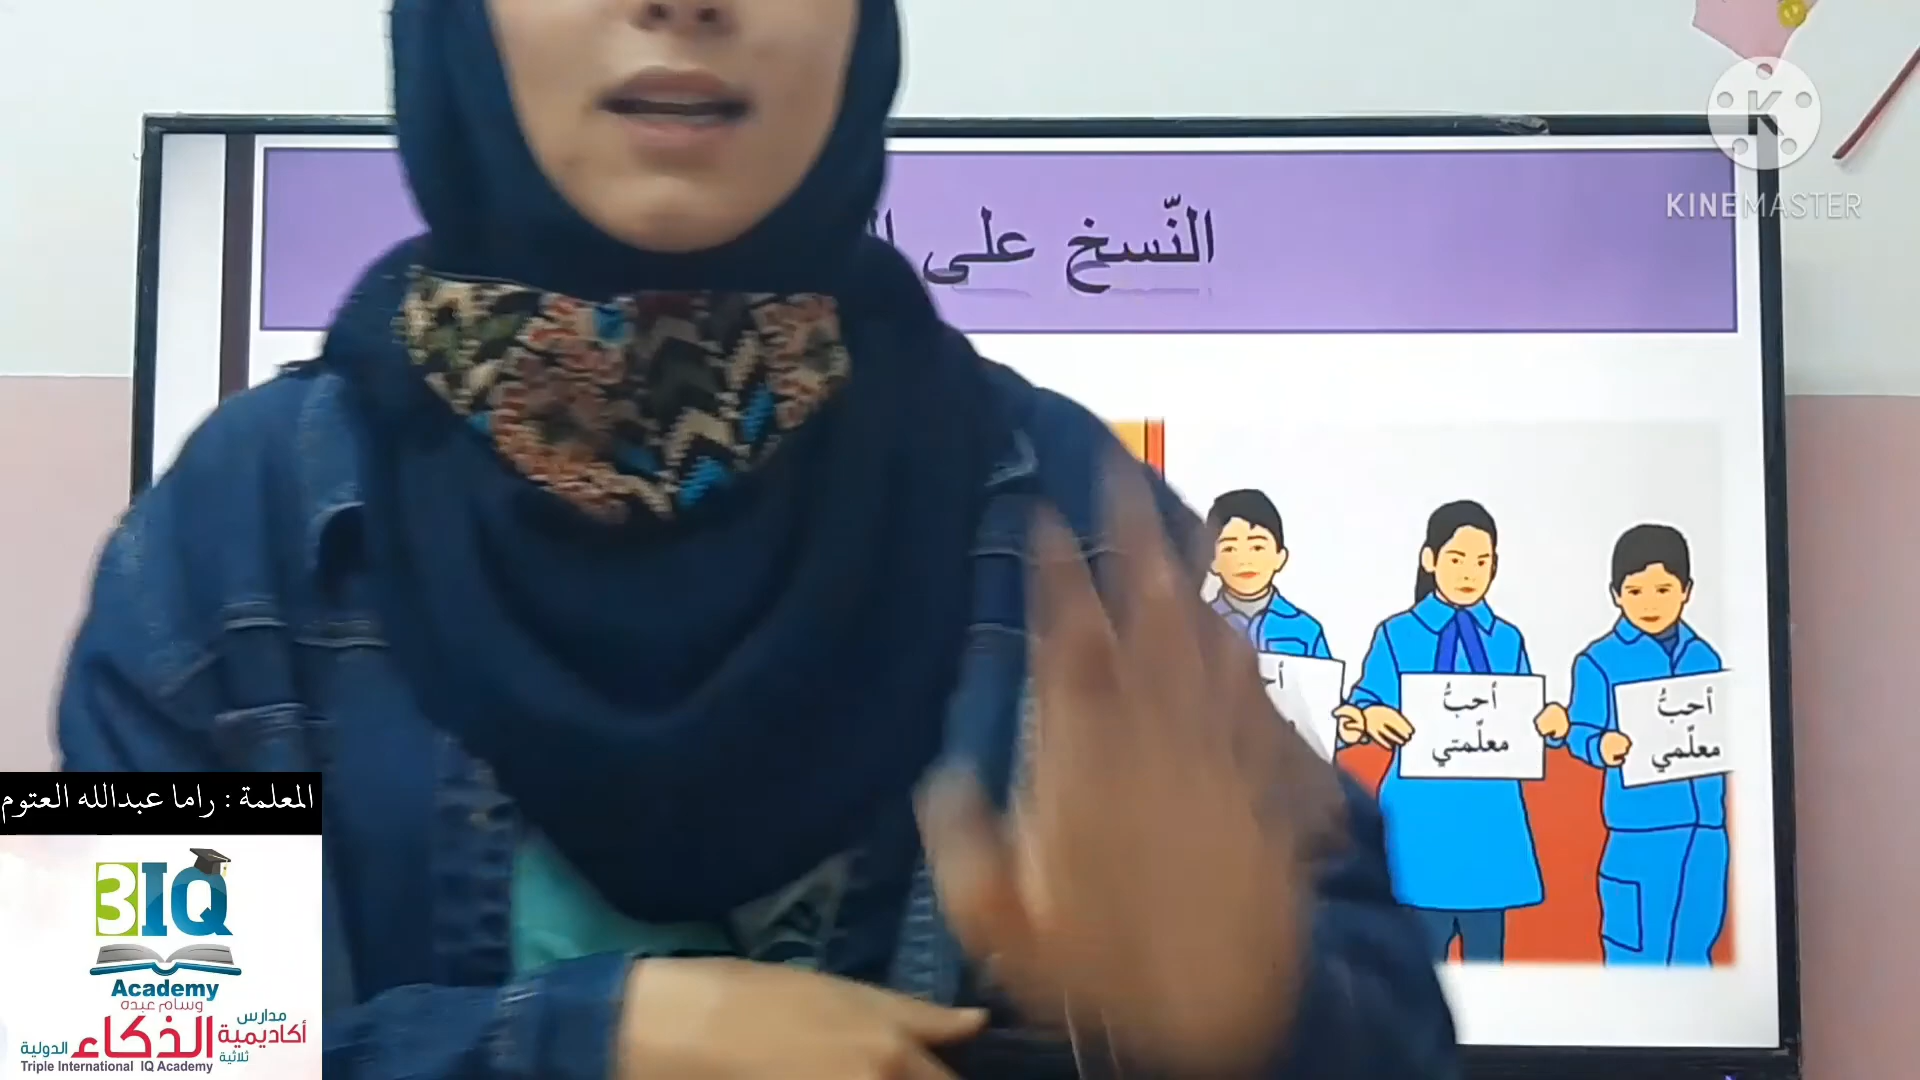 KINEMASTER
النّسخ على
أحبُّ
معلّمتي
أحبُّ
معلّمي
المعلمة : راما عبدالله العتوم
3IQ
Academy
وسام عبده
مدارس
أكاديمية الذكاء الدولية
ثلاثية
Triple International IQ Academy